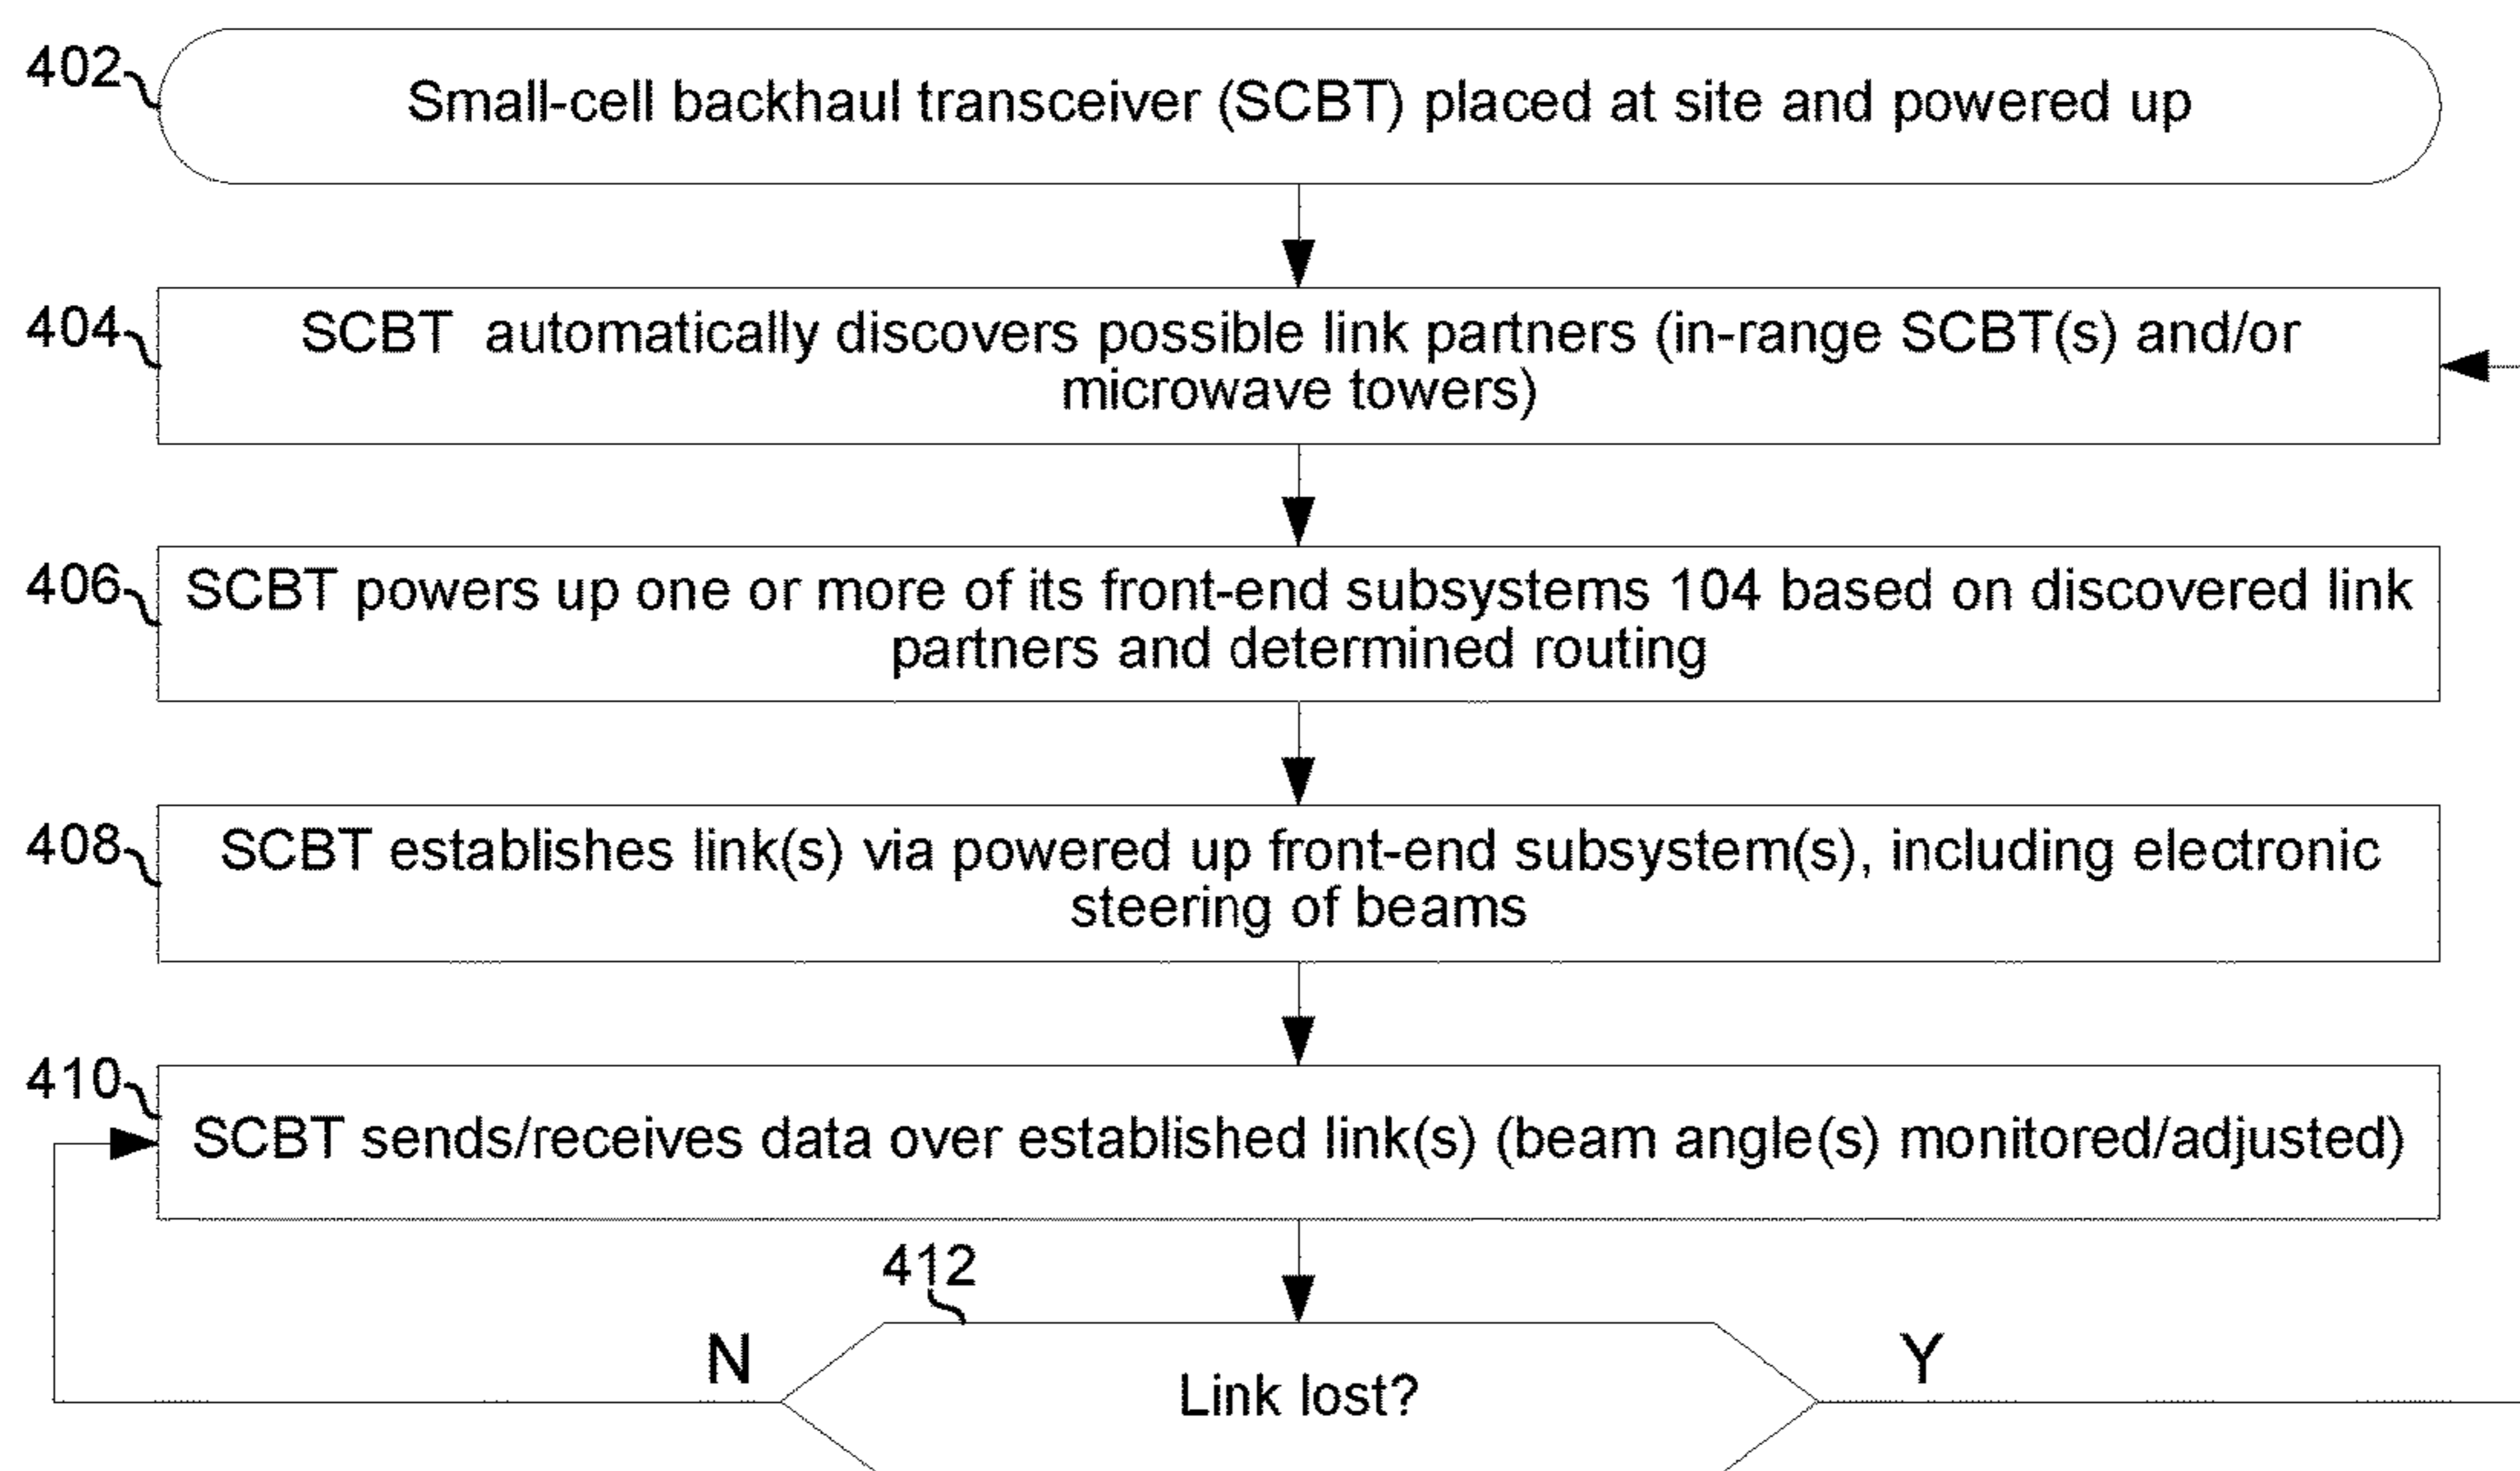 402
Small-cell backhaul transceiver (SCBT) placed at site and powered up
404
SCBT automatically discovers possible link partners (in-range SCBT(s) and/or
microwave towers)
406
SCBT powers up one or more of its front-end subsystems 104 based on discovered link
partners and determined routing
408
SCBT establishes link(s) via powered up front-end subsystem(s), including electronic
steering of beams
410
SCBT sends/receives data over established link(s) (beam angle(s) monitored/adjusted)
412
N
Link lost?
Y